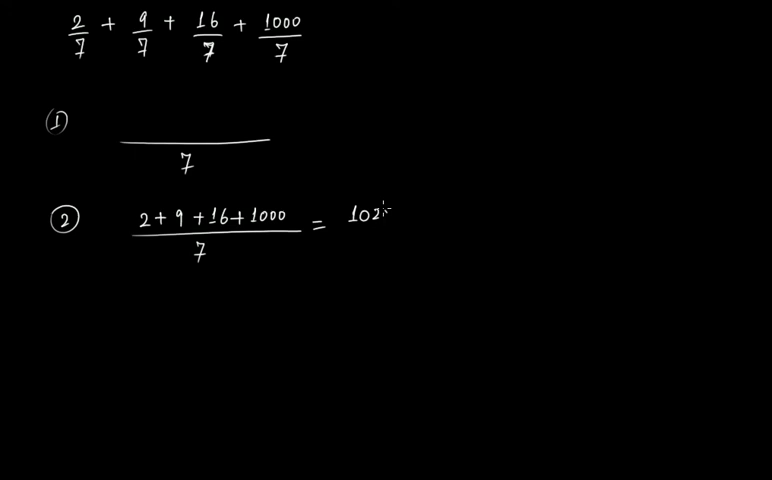 2/7 + 9/7 + 16/7 + 1000/7
① /7
② (2 + 9 + 16 + 1000)/7 = 102